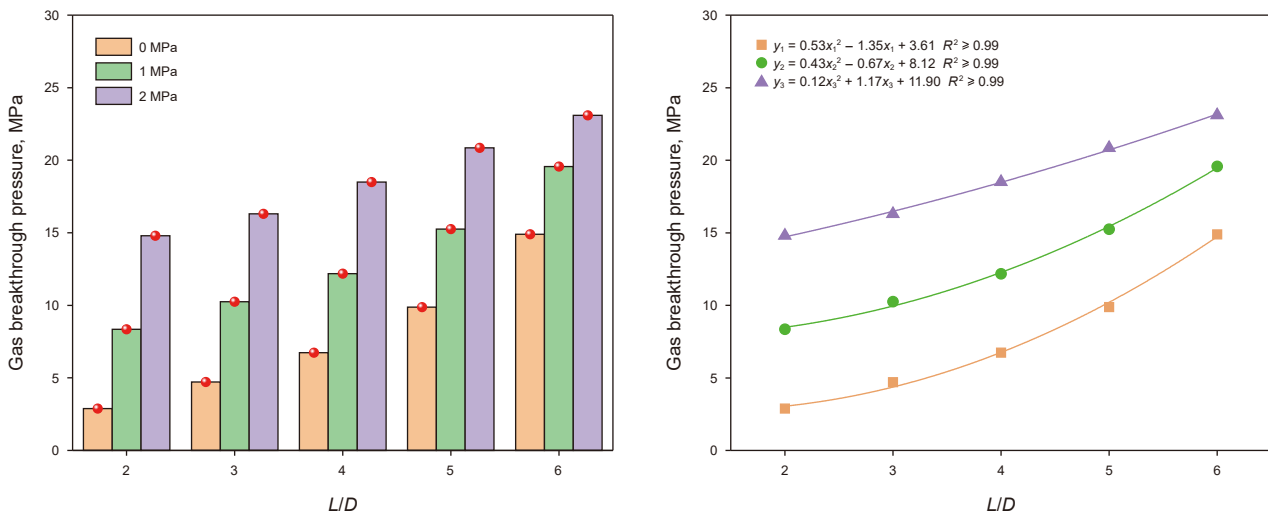 30
25
20
15
10
5
0
Gas breakthrough pressure, MPa
0 MPa
1 MPa
2 MPa
2
3
4
5
6
L/D
30
25
20
15
10
5
0
Gas breakthrough pressure, MPa
y₁ = 0.53x₁² − 1.35x₁ + 3.61 R² ⩾ 0.99
y₂ = 0.43x₂² − 0.67x₂ + 8.12 R² ⩾ 0.99
y₃ = 0.12x₃² + 1.17x₃ + 11.90 R² ⩾ 0.99
2
3
4
5
6
L/D